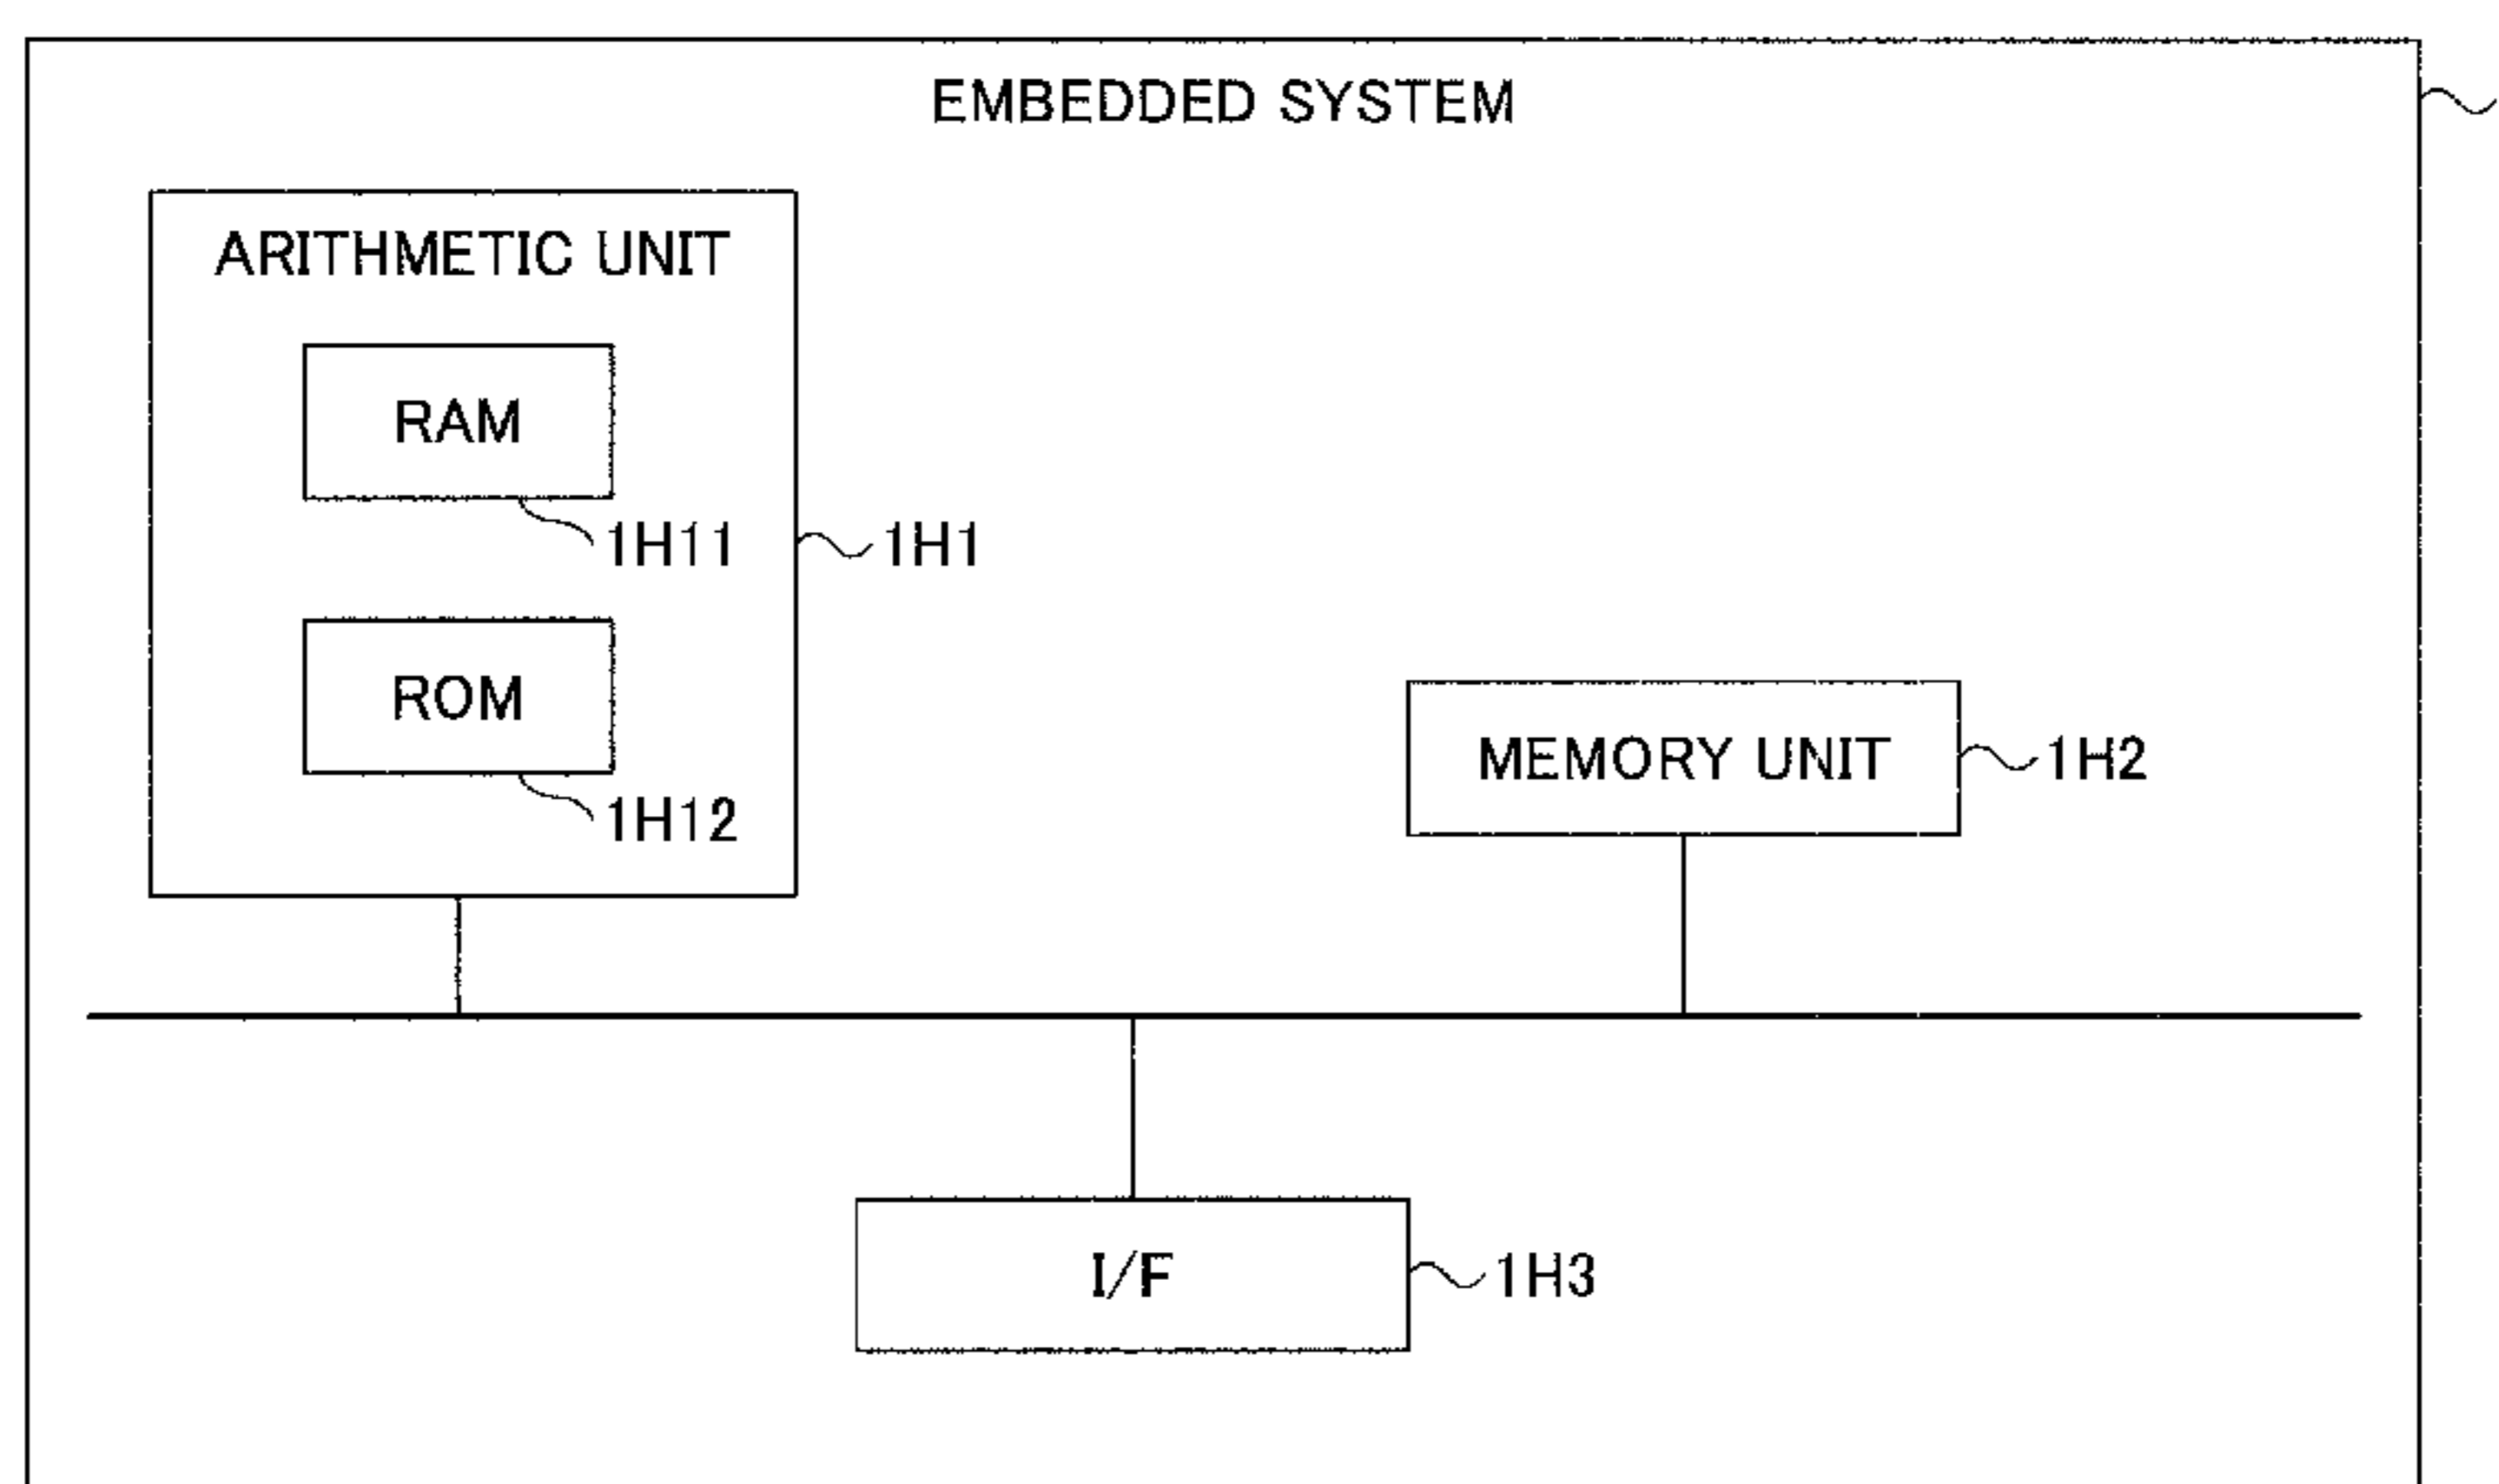 EMBEDDED SYSTEM
ARITHMETIC UNIT
RAM
1H11
1H1
ROM
1H12
MEMORY UNIT
1H2
I/F
1H3